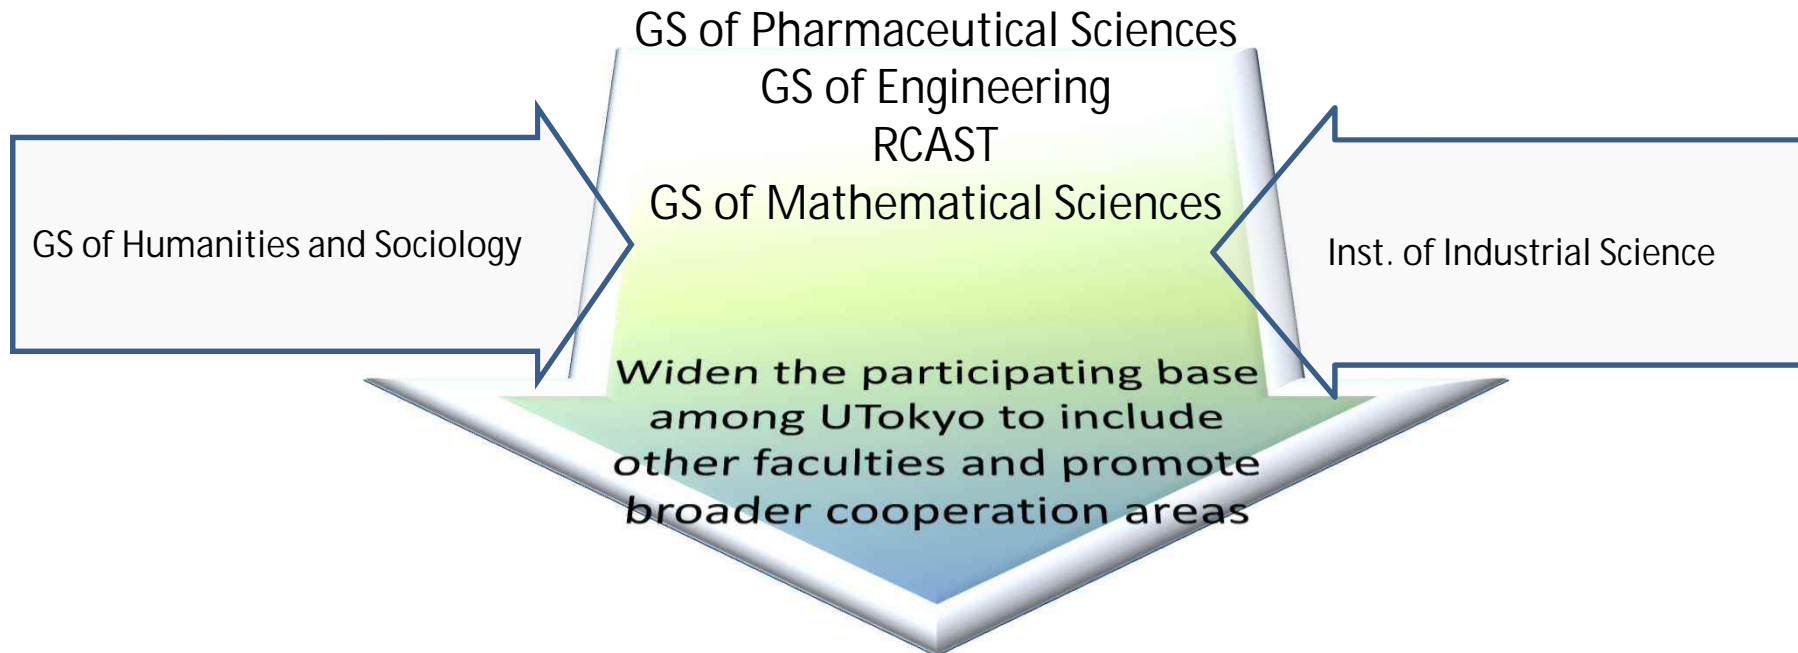 GS of Pharmaceutical Sciences
GS of Engineering
RCAST
GS of Mathematical Sciences
GS of Humanities and Sociology
Inst. of Industrial Science
Widen the participating base
among UTokyo to include
other faculties and promote
broader cooperation areas